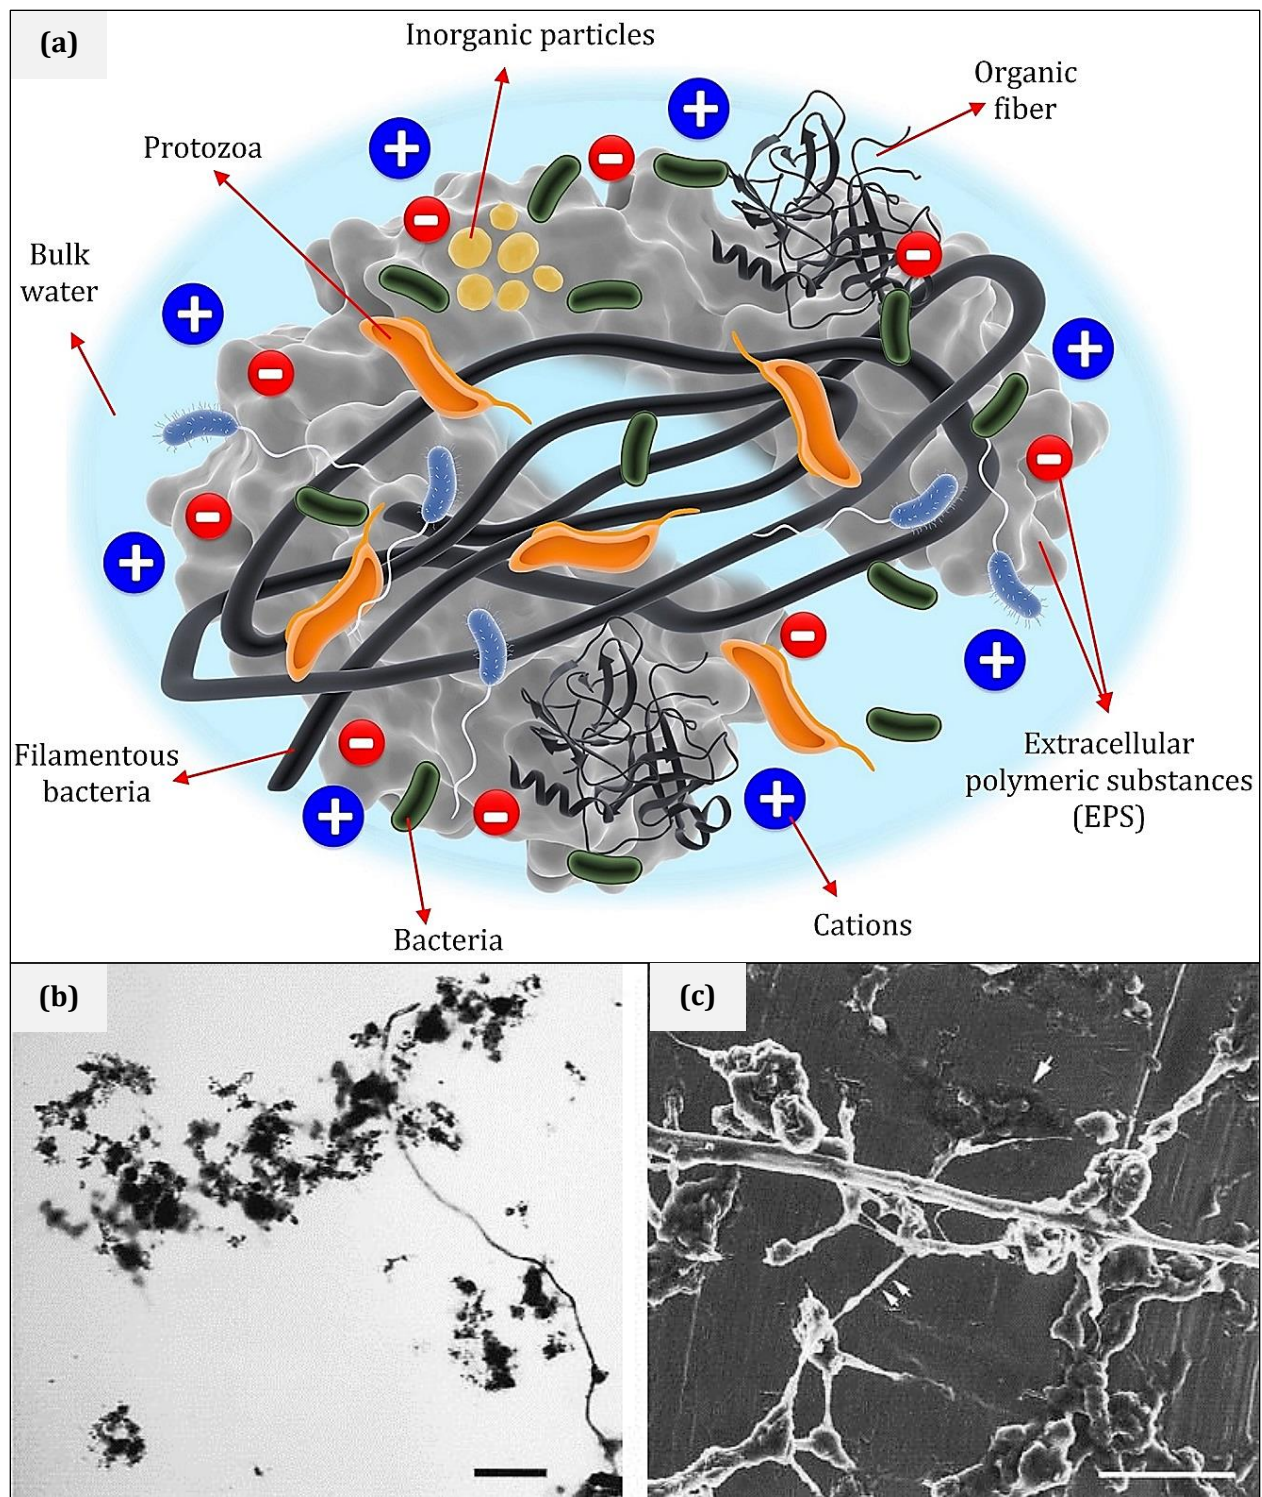 (a)
Inorganic particles
Organic
fiber
Protozoa
Bulk
water
Filamentous
bacteria
Extracellular
polymeric substances
(EPS)
Cations
Bacteria
(b)
(c)